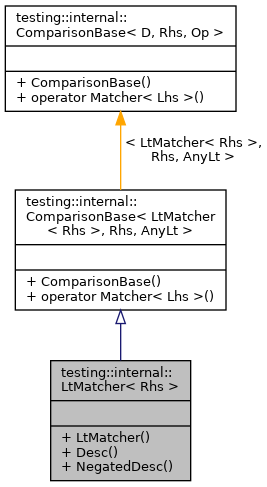 testing::internal::
ComparisonBase< D, Rhs, Op >
+ ComparisonBase()
+ operator Matcher< Lhs >()
< LtMatcher< Rhs >,
Rhs, AnyLt >
testing::internal::
ComparisonBase< LtMatcher
< Rhs >, Rhs, AnyLt >
+ ComparisonBase()
+ operator Matcher< Lhs >()
testing::internal::
LtMatcher< Rhs >
+ LtMatcher()
+ Desc()
+ NegatedDesc()